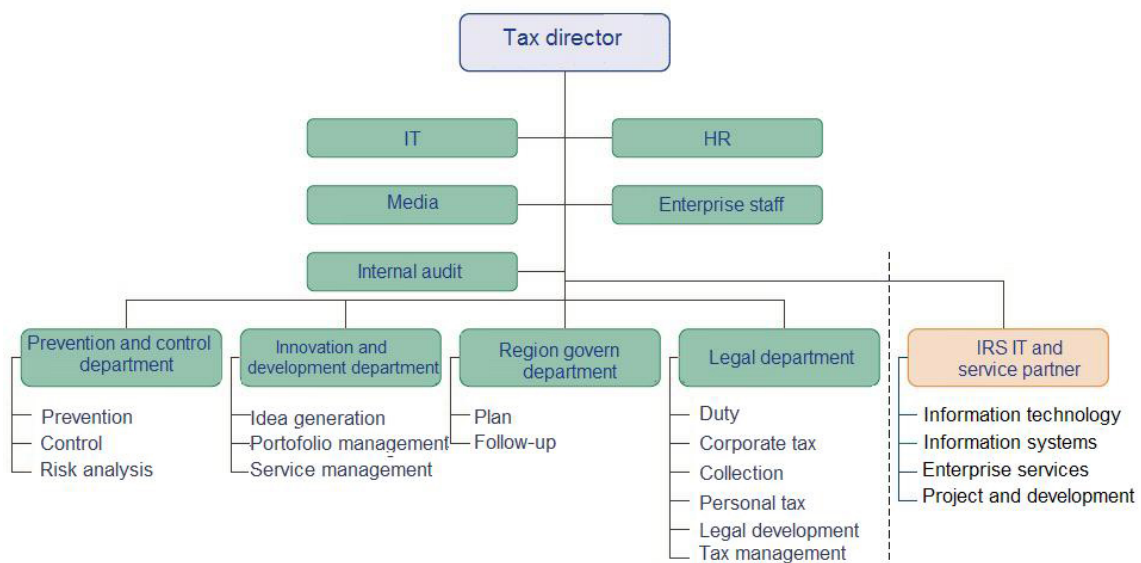 Tax director
IT
HR
Media
Enterprise staff
Internal audit
Prevention and control
department
Prevention
Control
Risk analysis
Innovation and
development department
Idea generation
Portofolio management
Service management
Region govern
department
Plan
Follow-up
Legal department
Duty
Corporate tax
Collection
Personal tax
Legal development
Tax management
IRS IT and
service partner
Information technology
Information systems
Enterprise services
Project and development